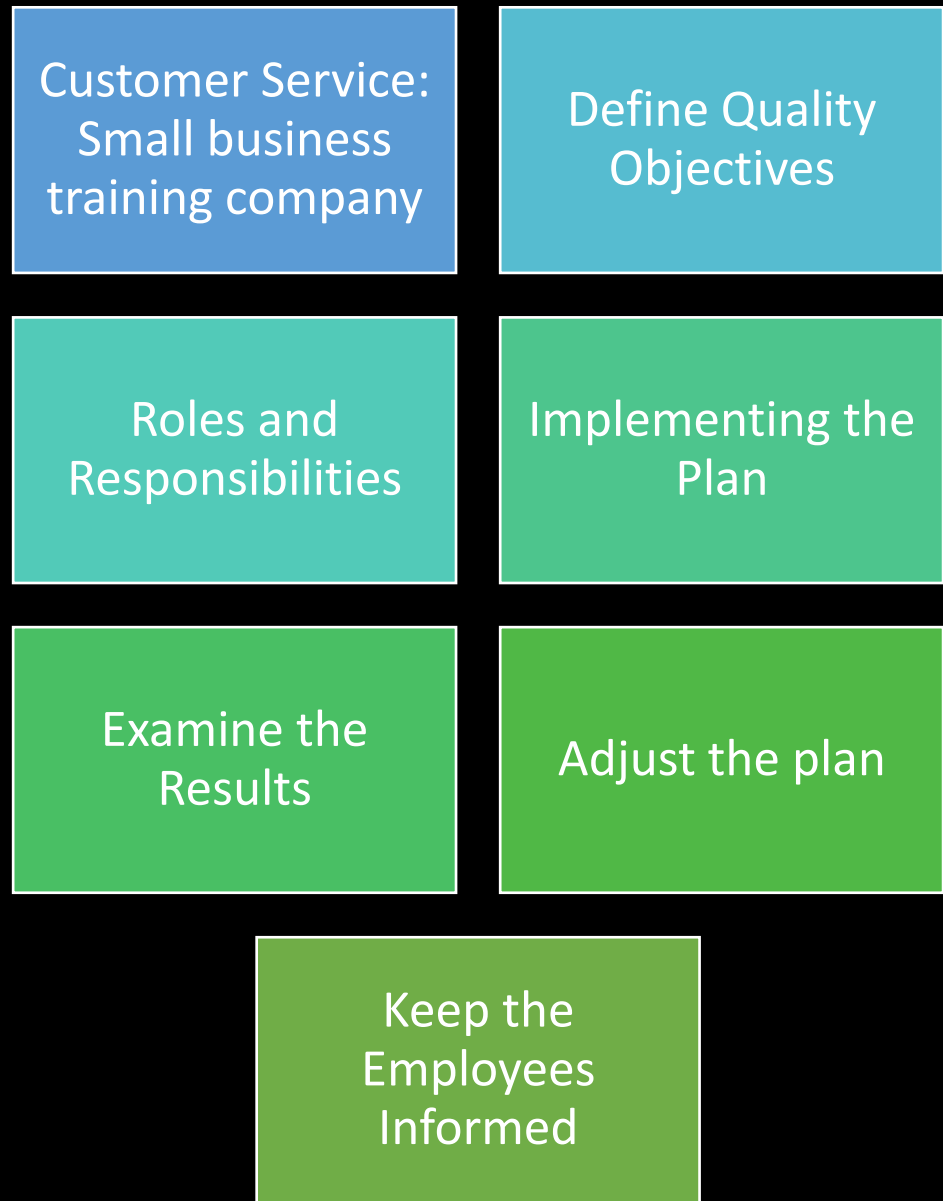 Customer Service:
Small business
training company
Define Quality
Objectives
Roles and
Responsibilities
Implementing the
Plan
Examine the
Results
Adjust the plan
Keep the
Employees
Informed